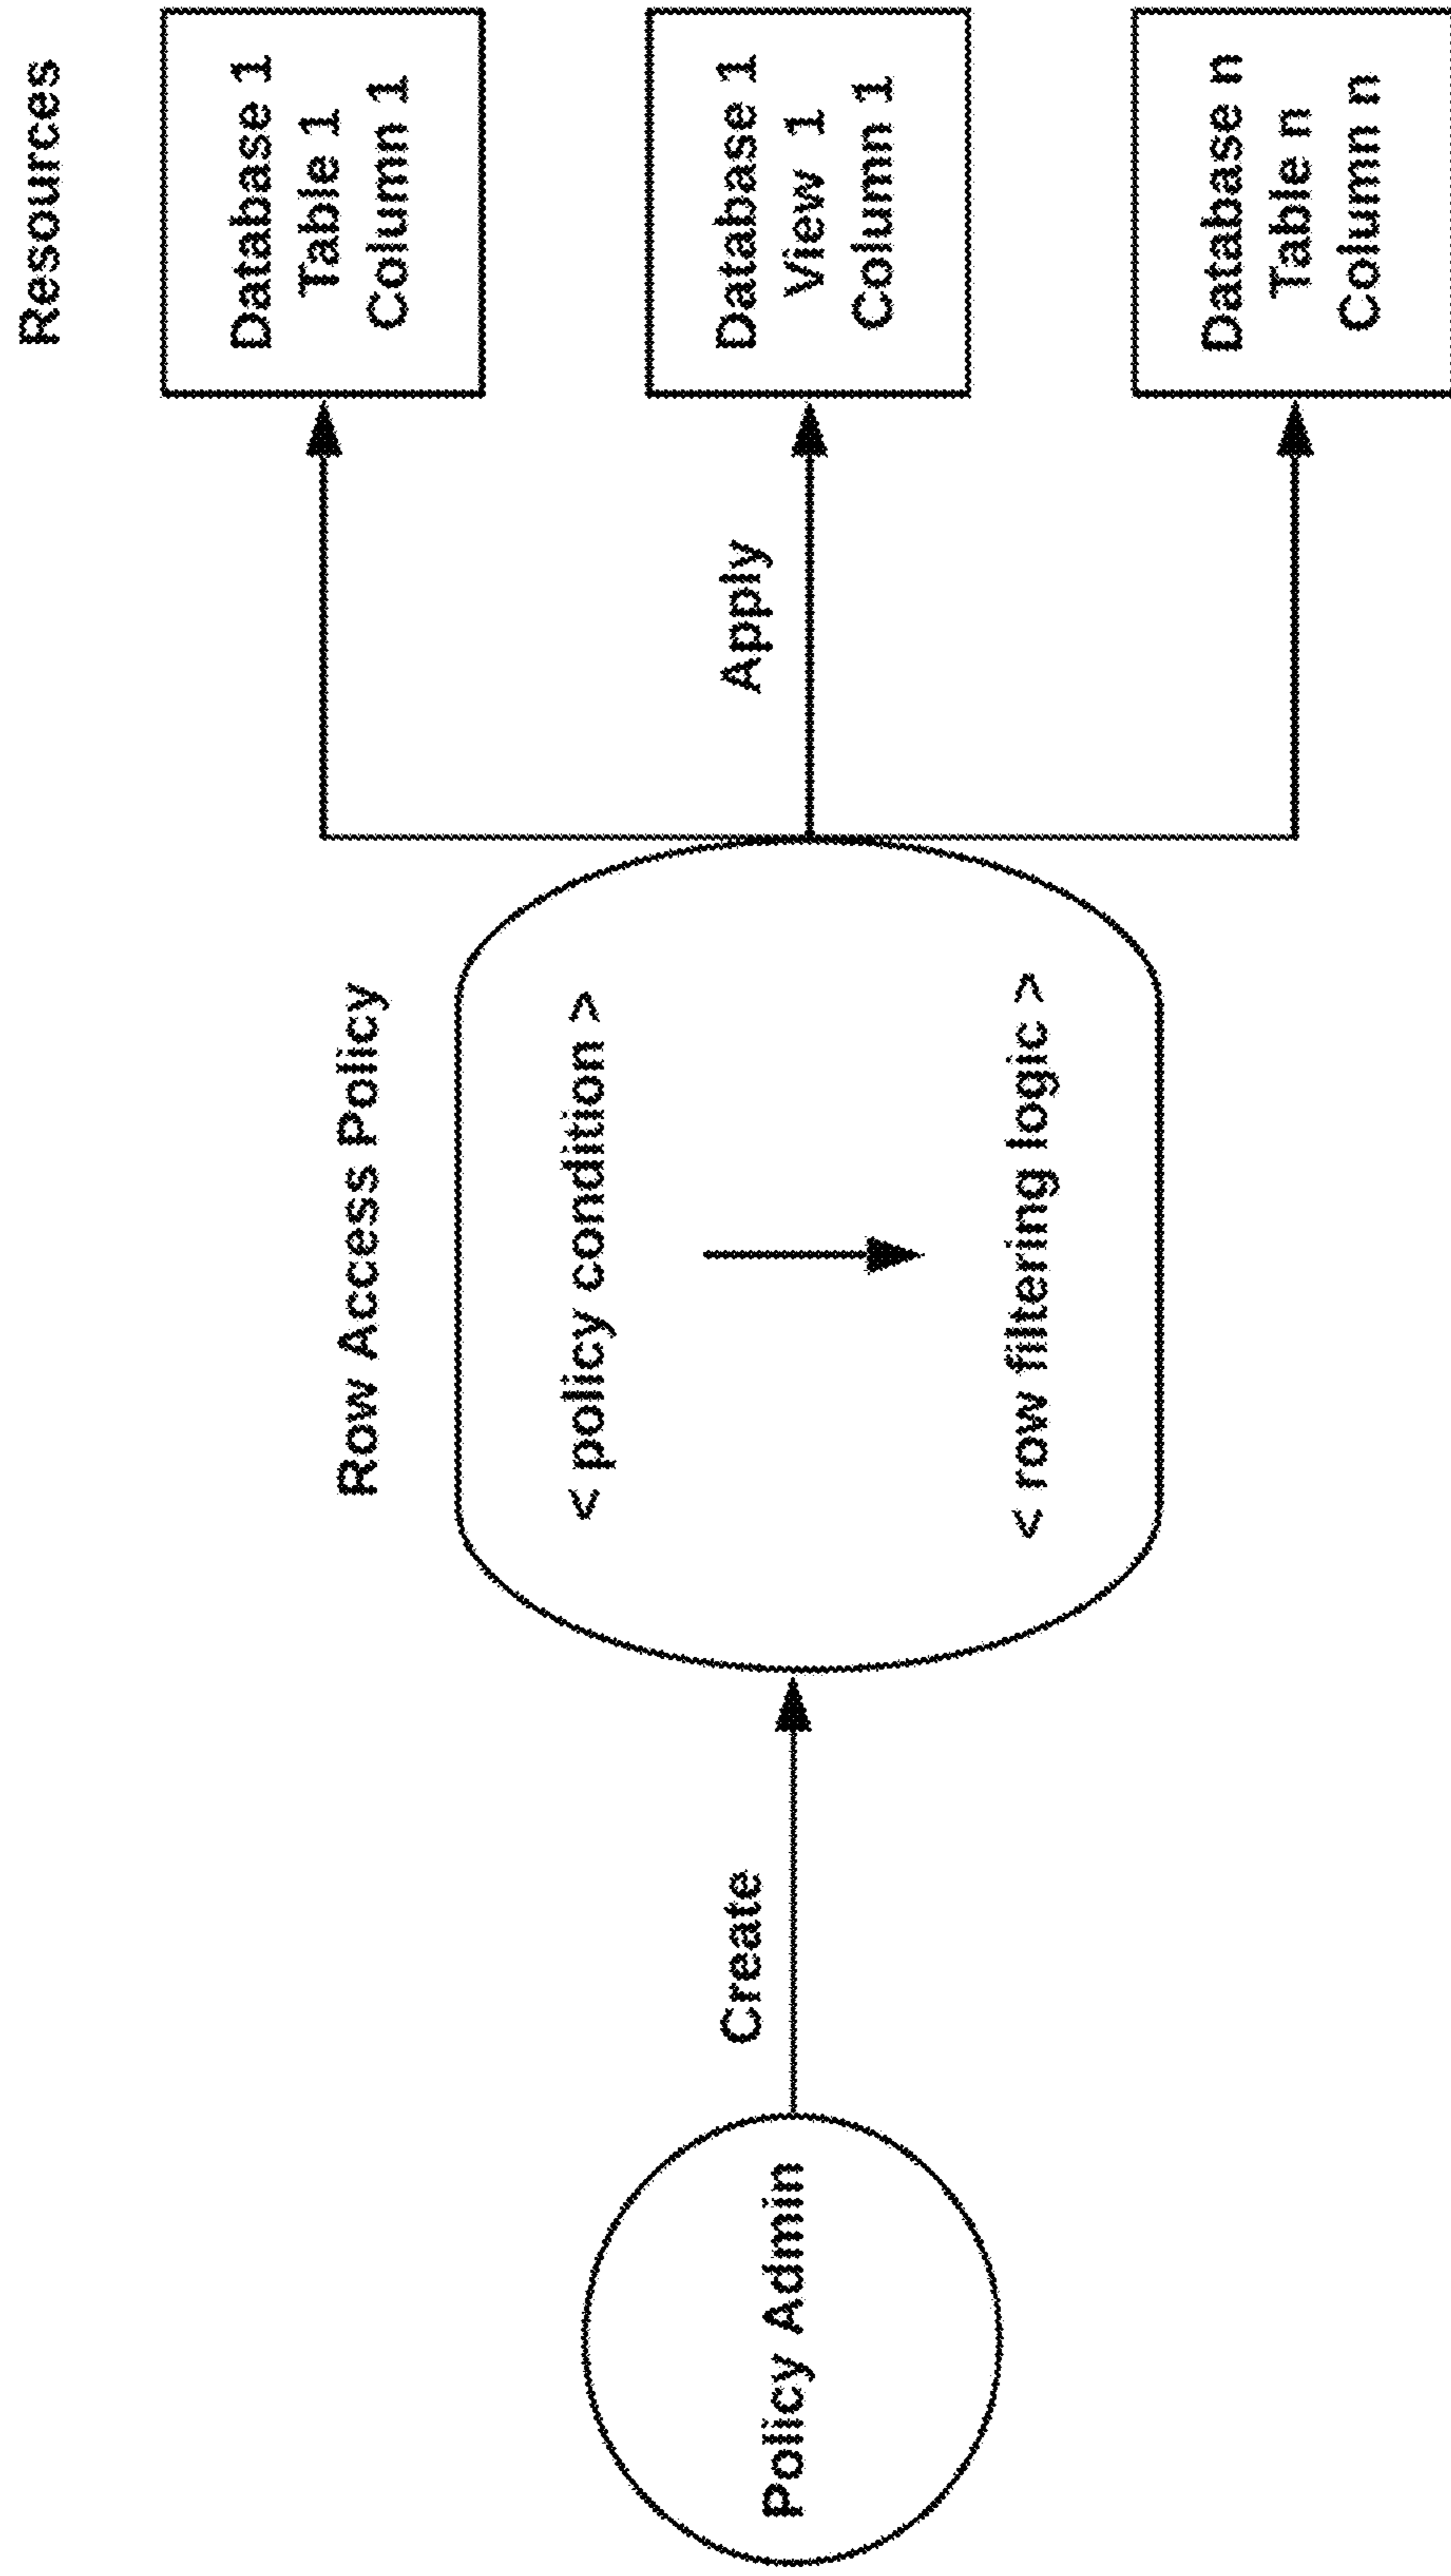 Policy Admin
Create
Row Access Policy
< policy condition >
< row filtering logic >
Apply
Resources
Database 1
Table 1
Column 1
Database 1
View 1
Column 1
Database n
Table n
Column n